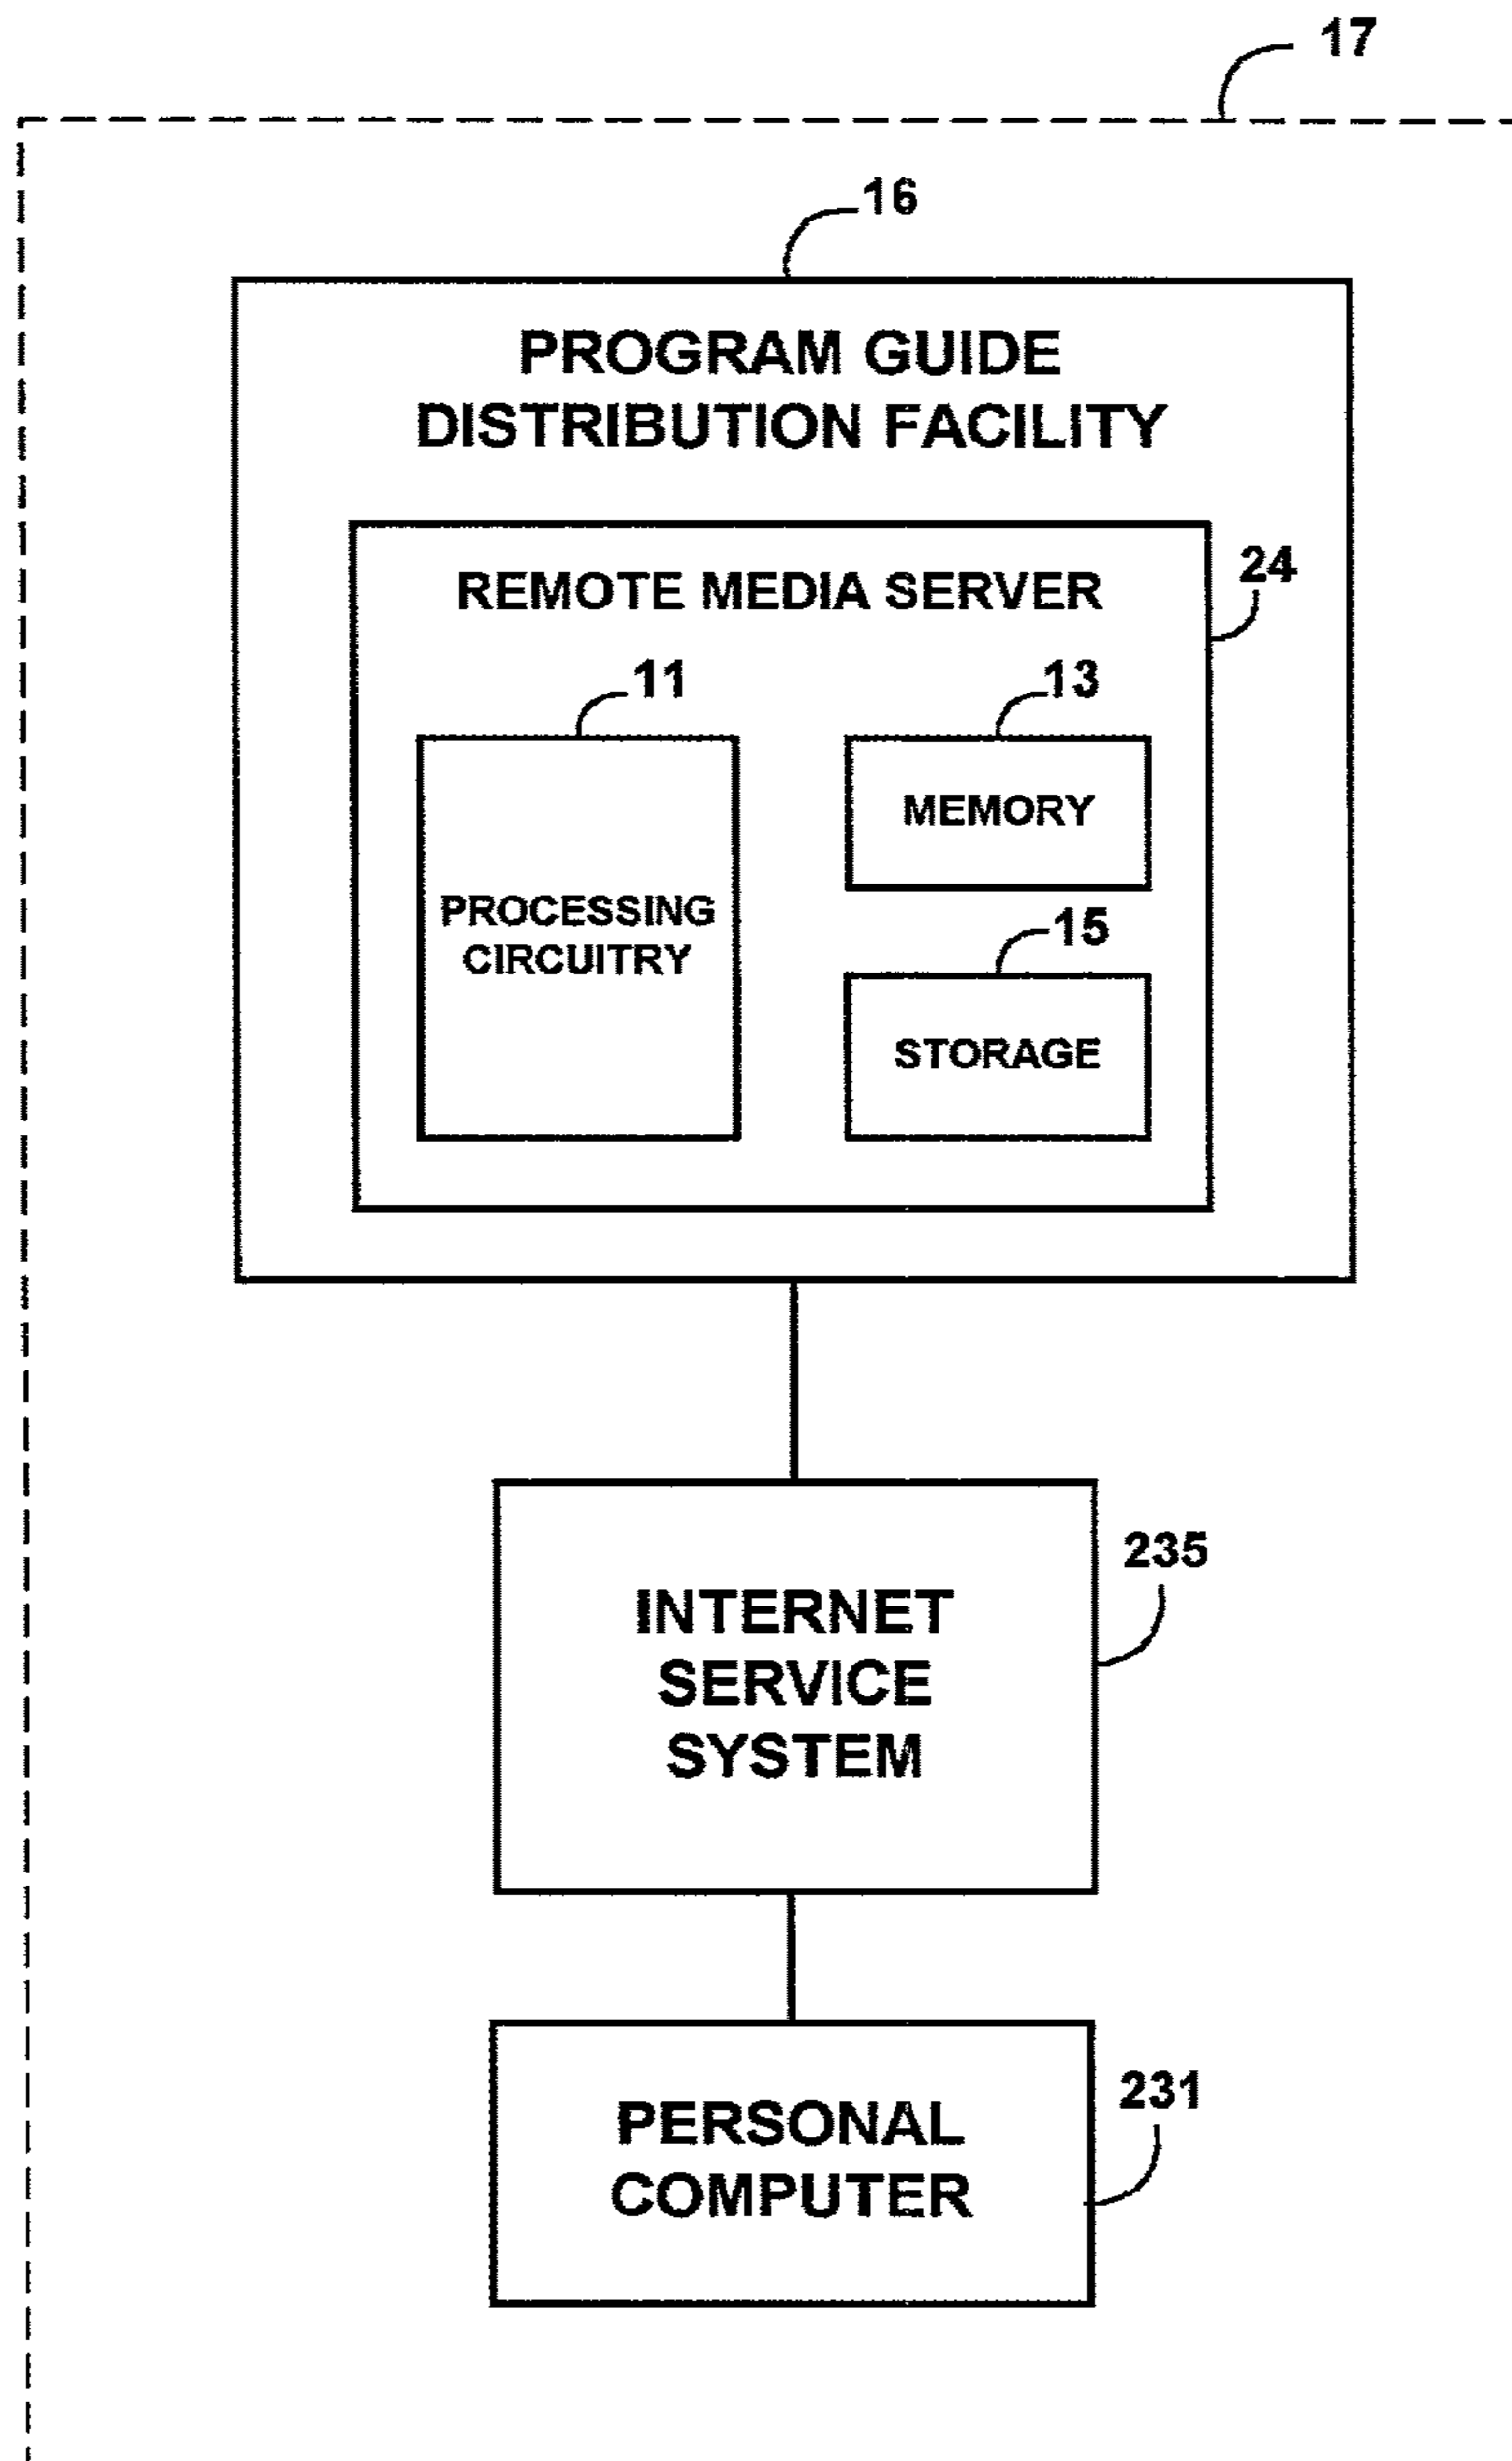 17
16
PROGRAM GUIDE
DISTRIBUTION FACILITY
REMOTE MEDIA SERVER
24
11
13
MEMORY
PROCESSING
CIRCUITRY
15
STORAGE
235
INTERNET
SERVICE
SYSTEM
231
PERSONAL
COMPUTER